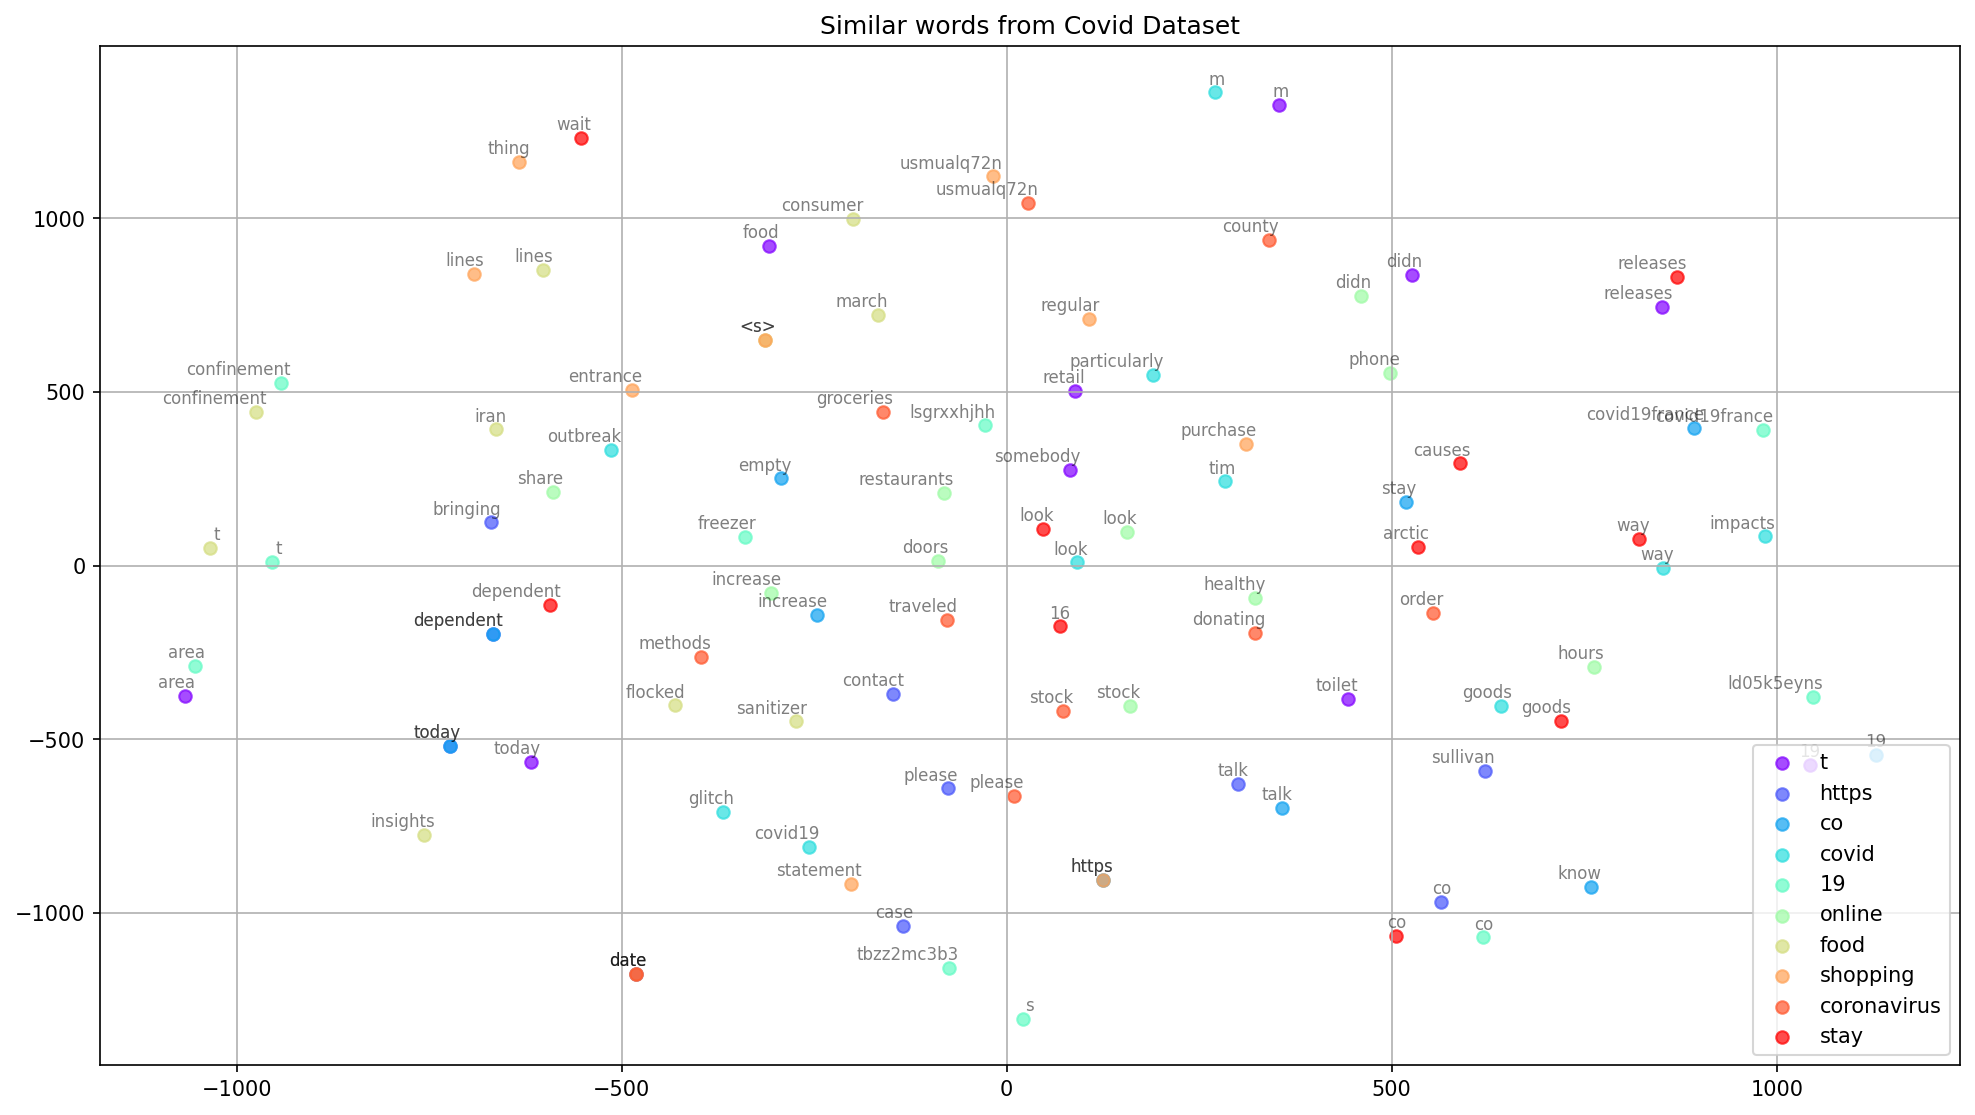 Similar words from Covid Dataset
m
m
wait
thing
usmualq72n
usmualq72n
consumer
1000
food
county
lines
lines
didn
didn
releases
releases
march
regular
<s>
particularly
phone
confinement
confinement
entrance
retail
500
groceries
lsgrxxhjhh
iran
outbreak
purchase
covid19france
covid19france
causes
somebody
empty
share
restaurants
tim
stay
bringing
freezer
look
look
look
way
way
impacts
t
t
doors
arctic
0
increase
increase
dependent
dependent
healthy
order
traveled
16
donating
area
area
methods
hours
contact
flocked
sanitizer
stock
stock
toilet
goods
goods
ld05k5eyns
−500
today
today
19
19
please
please
talk
talk
sullivan
glitch
insights
covid19
statement
https
know
−1000
case
co
co
co
date
tbzz2mc3b3
s
t
https
co
covid
19
online
food
shopping
coronavirus
stay
−1000
−500
0
500
1000